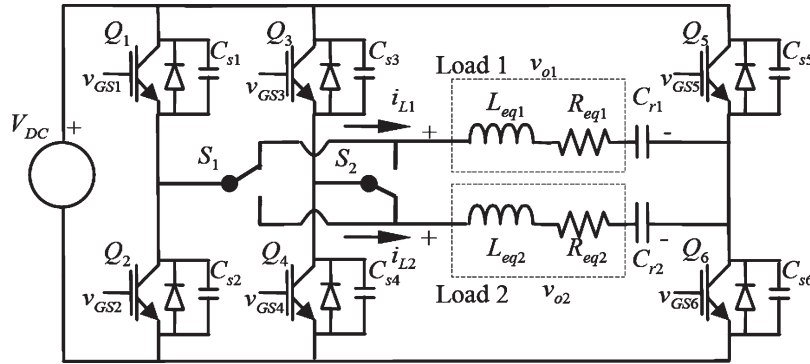 Q1
Cs1
vGS1
Q3
Cs3
vGS3
Q5
Cs5
vGS5
Load 1
vo1
iL1
+
Leq1
Req1
Cr1
-
VDC
+
S1
S2
Q2
Cs2
vGS2
Q4
Cs4
vGS4
iL2
+
Leq2
Req2
Cr2
-
Load 2
vo2
Q6
Cs6
vGS6